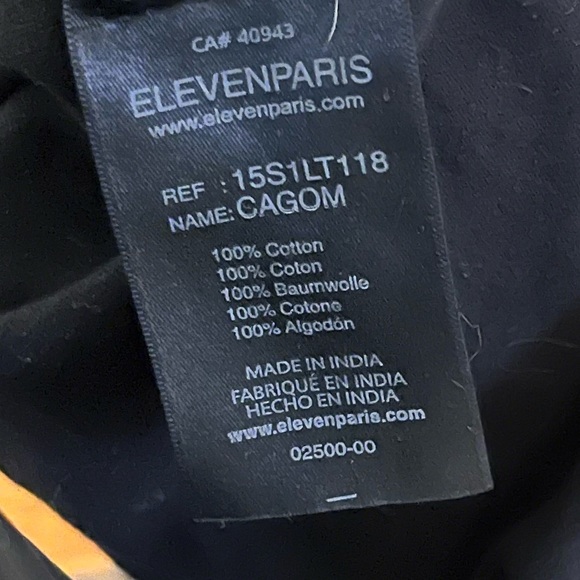 CA# 40943
ELEVENPARIS
www.elevenparis.com
REF : 15S1LT118
NAME: CAGOM
100% Cotton
100% Coton
100% Baumwolle
100% Cotone
100% Algodón
MADE IN INDIA
FABRIQUÉ EN INDIA
HECHO EN INDIA
www.elevenparis.com
02500-00